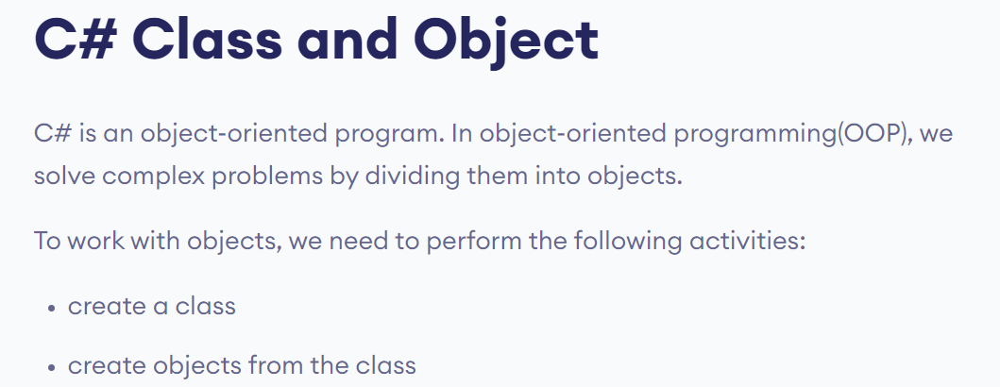 C# Class and Object
C# is an object-oriented program. In object-oriented programming(OOP), we
solve complex problems by dividing them into objects.
To work with objects, we need to perform the following activities:
• create a class
• create objects from the class